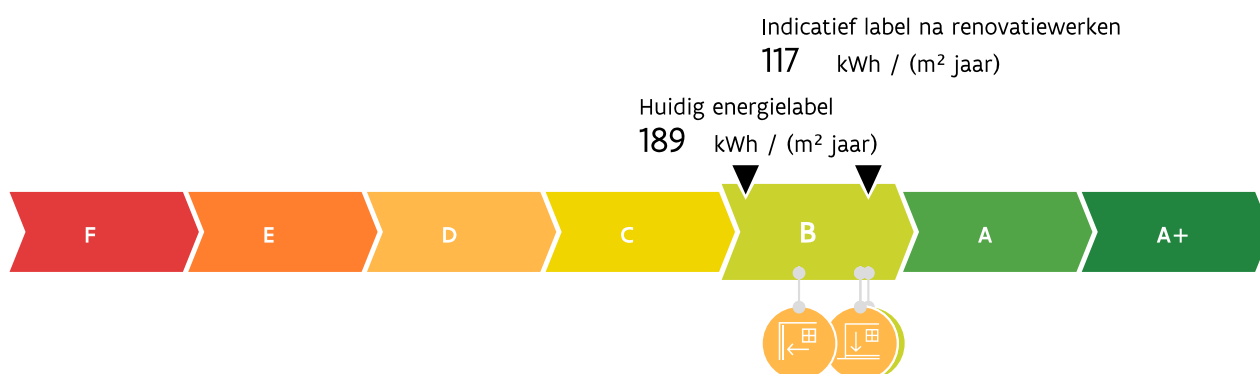 Indicatief label na renovatiewerken
117 kWh / (m² jaar)
Huidig energielabel
189 kWh / (m² jaar)
F E D C B A A+